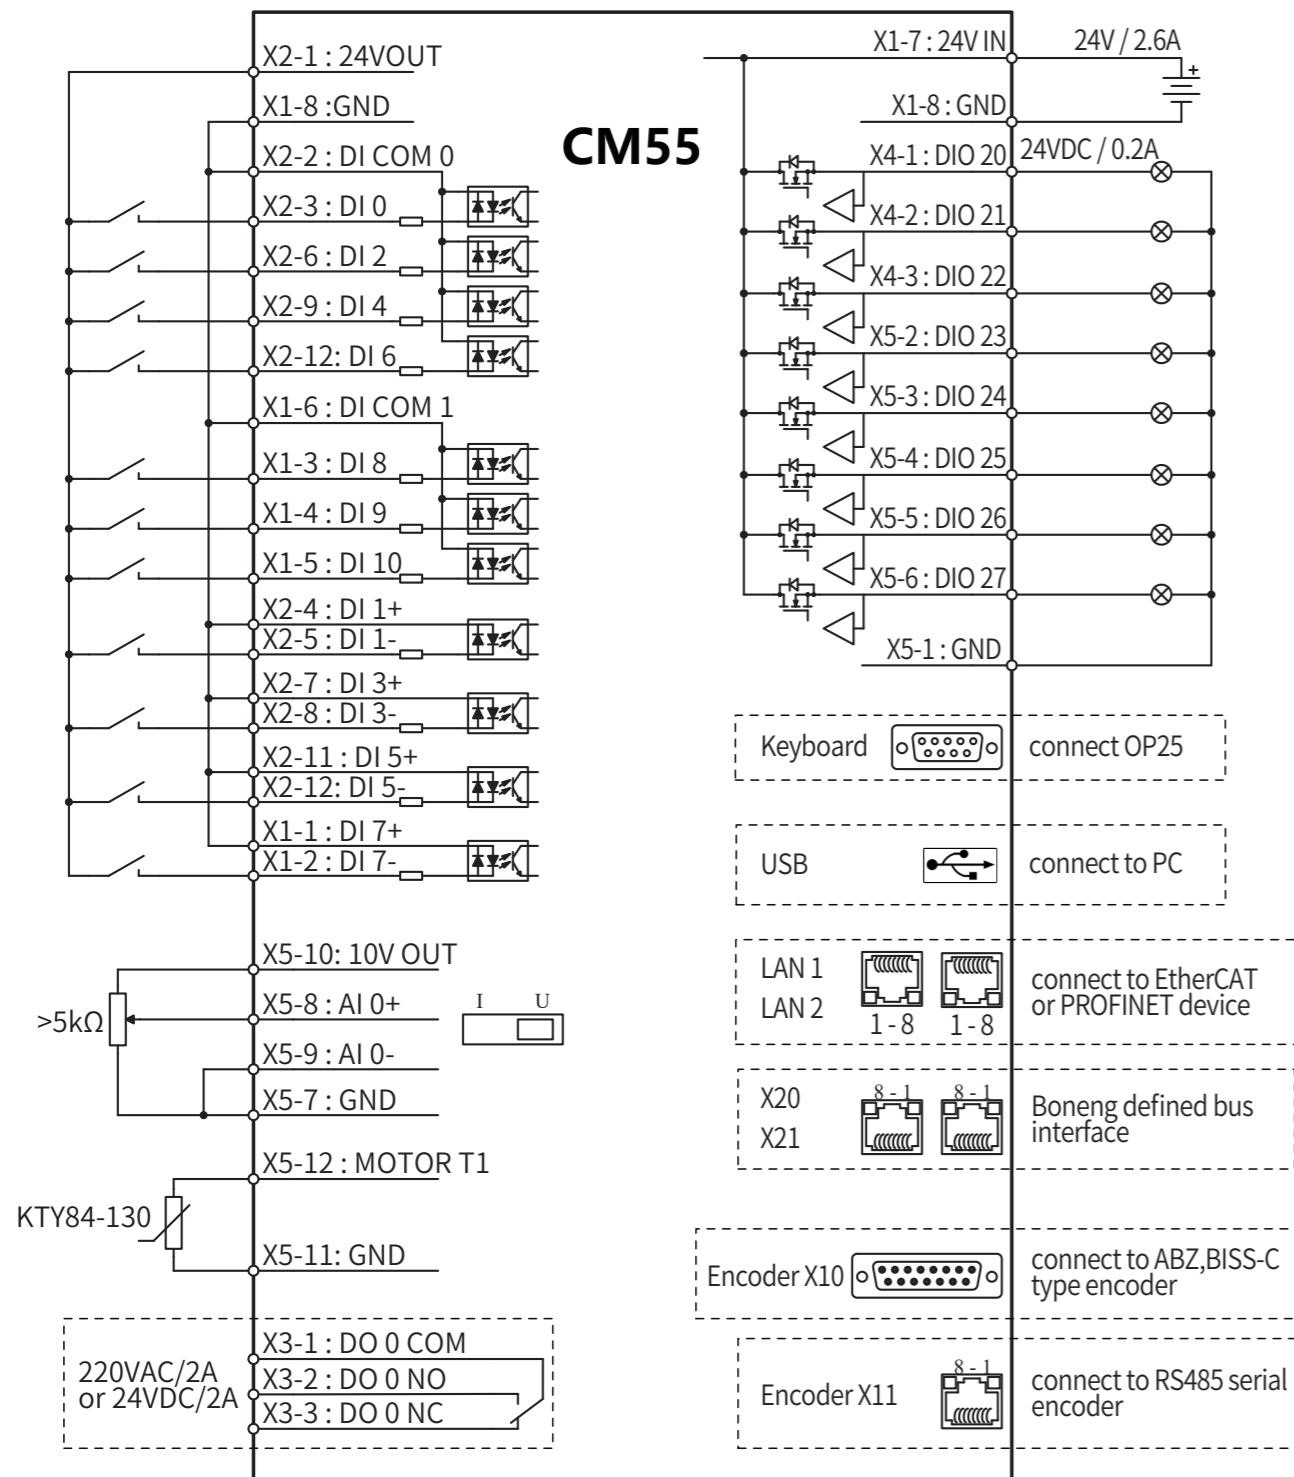 CM55
X2-1 : 24VOUT
X1-8 :GND
X2-2 : DI COM 0
X2-3 : DI 0
X2-6 : DI 2
X2-9 : DI 4
X2-12: DI 6
X1-6 : DI COM 1
X1-3 : DI 8
X1-4 : DI 9
X1-5 : DI 10
X2-4 : DI 1+
X2-5 : DI 1-
X2-7 : DI 3+
X2-8 : DI 3-
X2-11 : DI 5+
X2-12: DI 5-
X1-1 : DI 7+
X1-2 : DI 7-
X5-10: 10V OUT
X5-8 : AI 0+
>5kΩ
I U
X5-9 : AI 0-
X5-7 : GND
X5-12 : MOTOR T1
KTY84-130
X5-11: GND
X3-1 : DO 0 COM
220VAC/2A
or 24VDC/2A
X3-2 : DO 0 NO
X3-3 : DO 0 NC
X1-7 : 24V IN
24V / 2.6A
+
X1-8 : GND
X4-1 : DIO 20
24VDC / 0.2A
X4-2 : DIO 21
X4-3 : DIO 22
X5-2 : DIO 23
X5-3 : DIO 24
X5-4 : DIO 25
X5-5 : DIO 26
X5-6 : DIO 27
X5-1 : GND
Keyboard
connect OP25
USB
connect to PC
LAN 1
LAN 2
1 - 8
1 - 8
connect to EtherCAT
or PROFINET device
X20
X21
8 - 1
8 - 1
Boneng defined bus
interface
Encoder X10
connect to ABZ,BISS-C
type encoder
Encoder X11
8 - 1
connect to RS485 serial
encoder